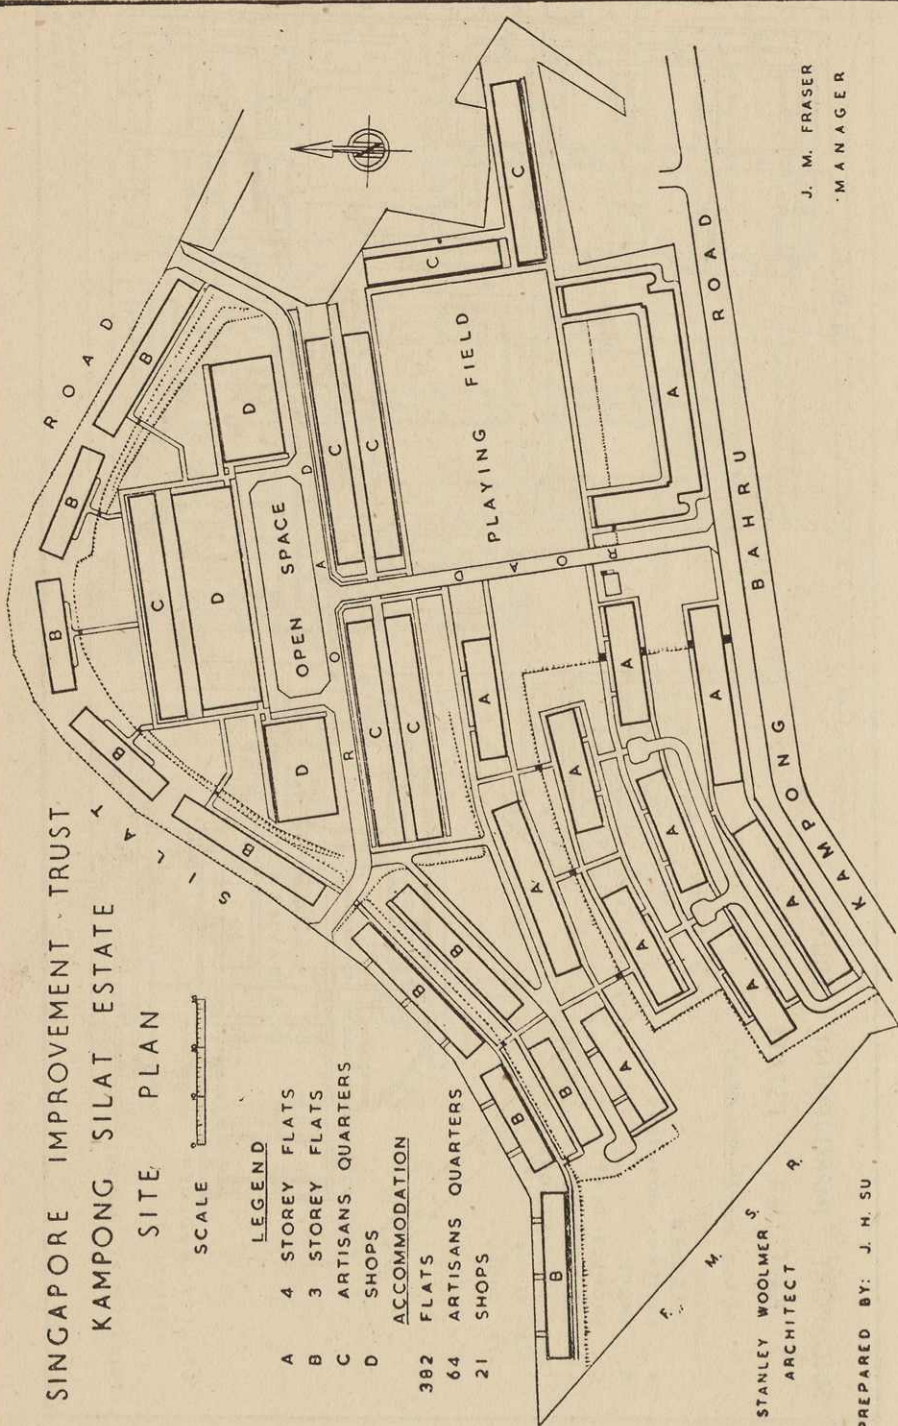 SINGAPORE IMPROVEMENT TRUST
KAMPONG SILAT ESTATE
SITE PLAN
SCALE
LEGEND
A 4 STOREY FLATS
B 3 STOREY FLATS
C ARTISANS QUARTERS
D SHOPS
ACCOMMODATION
382 FLATS
64 ARTISANS QUARTERS
21 SHOPS
SILAT ROAD
B
B
B
B
B
B
B
B
B
B
C
D
D
D
OPEN SPACE
ROAD
C
C
C
C
C
C
PLAYING FIELD
ROAD
A
A
A
A
A
A
A
A
A
A
A
KAMPONG BAHRU ROAD
F. M. S. R.
STANLEY WOOLMER
ARCHITECT
PREPARED BY: J. H. SU
J. M. FRASER
MANAGER